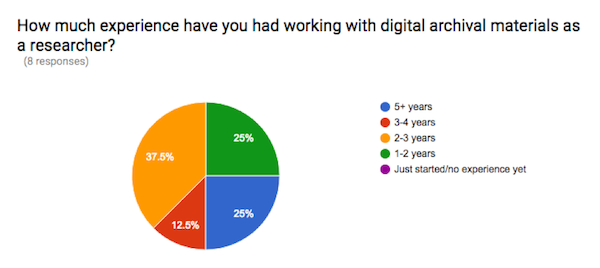 How much experience have you had working with digital archival materials as
a researcher?
(8 responses)
5+ years
3-4 years
2-3 years
1-2 years
Just started/no experience yet
25%
37.5%
25%
12.5%